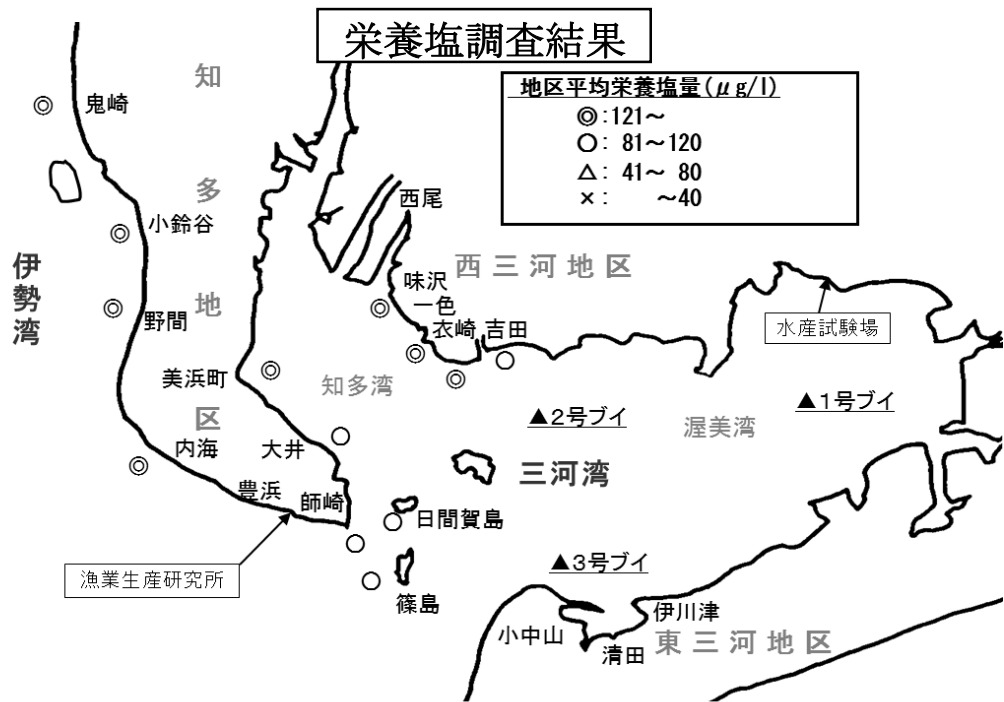 栄養塩調査結果
地区平均栄養塩量(μg/l)
◎:121～
○: 81～120
△: 41～ 80
×: ～40
知多地区
鬼崎
小鈴谷
伊勢湾
野間
美浜町
内海
豊浜
師崎
大井
漁業生産研究所
西尾
味沢
一色
衣崎
吉田
西三河地区
水産試験場
知多湾
▲2号ブイ
渥美湾
▲1号ブイ
三河湾
日間賀島
篠島
▲3号ブイ
小中山
清田
伊川津
東三河地区